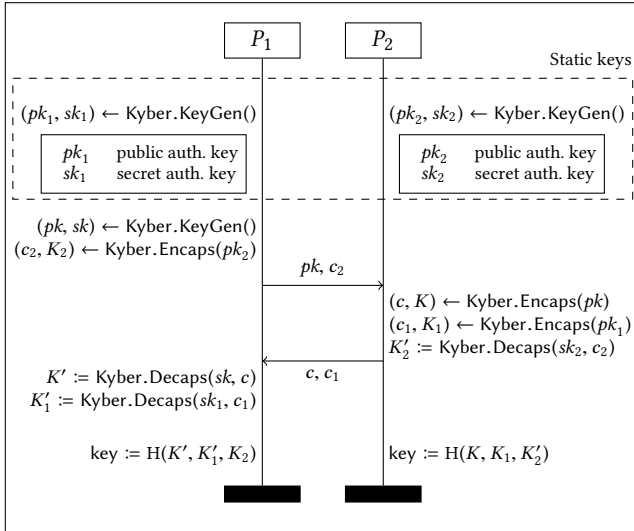 P₁ P₂
Static keys
(pk₁, sk₁) ← Kyber.KeyGen() (pk₂, sk₂) ← Kyber.KeyGen()
pk₁ public auth. key pk₂ public auth. key
sk₁ secret auth. key sk₂ secret auth. key
(pk, sk) ← Kyber.KeyGen()
(c₂, K₂) ← Kyber.Encaps(pk₂)
pk, c₂
(c, K) ← Kyber.Encaps(pk)
(c₁, K₁) ← Kyber.Encaps(pk₁)
K′₂ := Kyber.Decaps(sk₂, c₂)
c, c₁
K′ := Kyber.Decaps(sk, c)
K′₁ := Kyber.Decaps(sk₁, c₁)
key := H(K′, K′₁, K₂) key := H(K, K₁, K′₂)